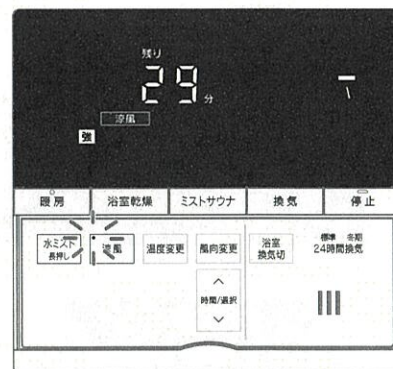 残り
29分
涼風
強
暖房 浴室乾燥 ミストサウナ 換気 停止
水ミスト 涼風 温度変更 風向変更 浴室 標準 冬期
長押し 換気切 24時間換気
時間/選択